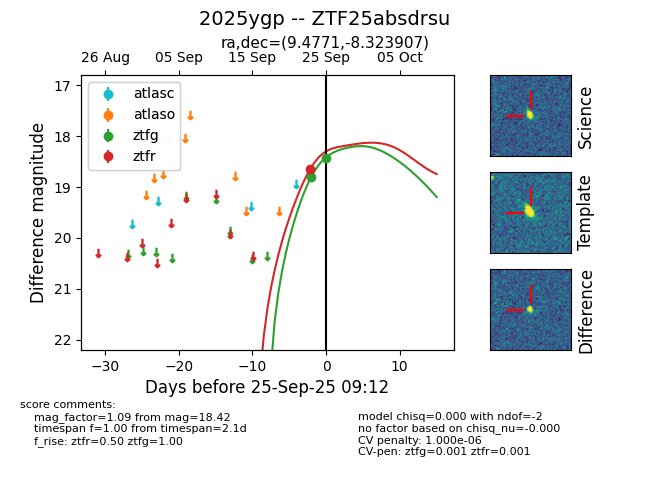 2025ygp -- ZTF25absdrsu
ra,dec=(9.4771,-8.323907)
26 Aug 05 Sep 15 Sep 25 Sep 05 Oct
atlasc
atlaso
ztfg
ztfr
17
18
19
20
21
22
Difference magnitude
−30 −20 −10 0 10
Days before 25-Sep-25 09:12
Science
Template
Difference
score comments:
mag_factor=1.09 from mag=18.42
timespan f=1.00 from timespan=2.1d
f_rise: ztfr=0.50 ztfg=1.00
model chisq=0.000 with ndof=-2
no factor based on chisq_nu=-0.000
CV penalty: 1.000e-06
CV-pen: ztfg=0.001 ztfr=0.001